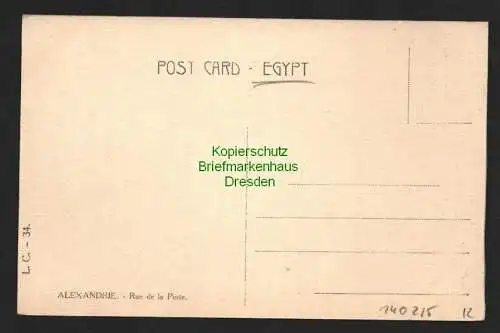 POST CARD - EGYPT
Kopierschutz
Briefmarkenhaus
Dresden
L. C. - 34.
ALEXANDRIE. - Rue de la Poste.
140215 12